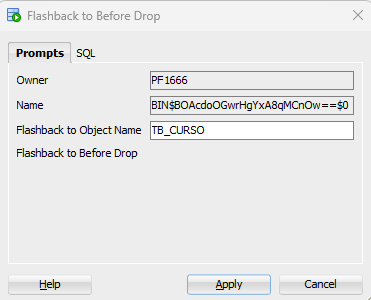 Flashback to Before Drop
Prompts SQL
Owner PF1666
Name BIN$BOAcdoOGwrHgYxA8qMCnOw==$0
Flashback to Object Name TB_CURSO
Flashback to Before Drop
Help Apply Cancel